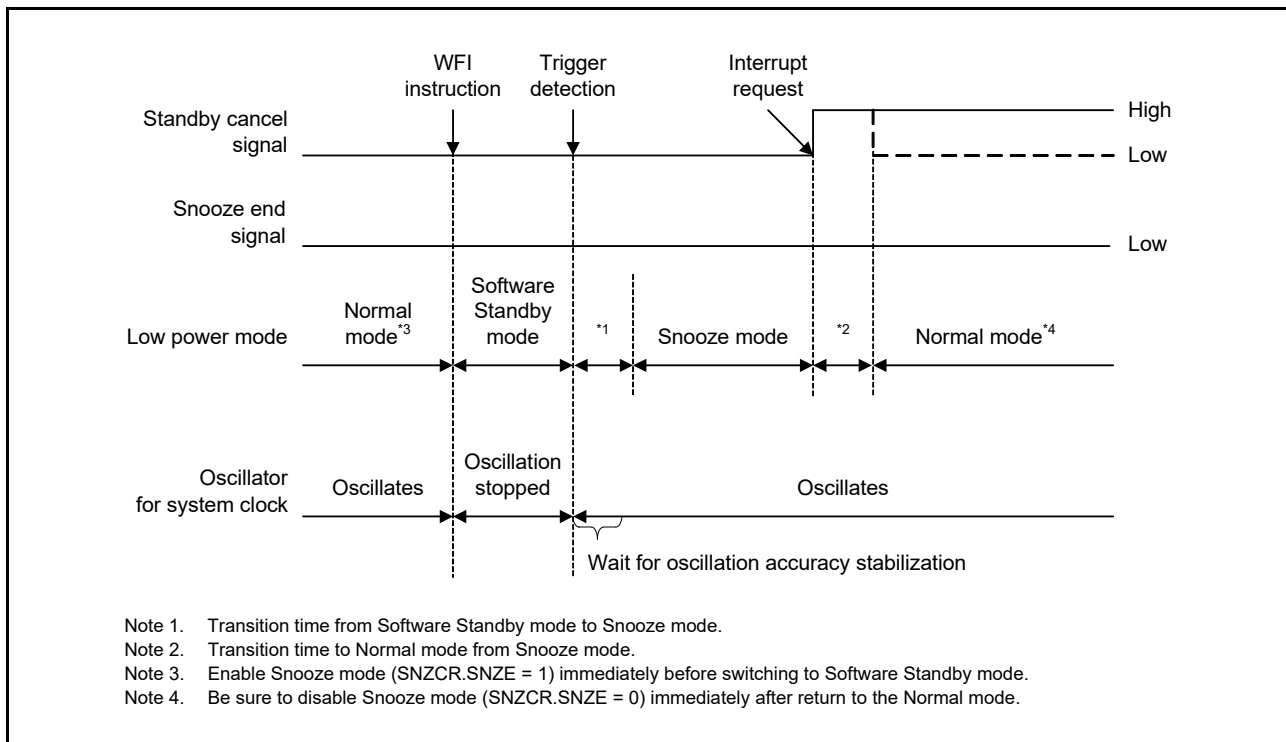 WFI
instruction
Trigger
detection
Interrupt
request
Standby cancel
signal
High
Low
Snooze end
signal
Low
Low power mode
Normal
mode*3
Software
Standby
mode
*1
Snooze mode
*2
Normal mode*4
Oscillator
for system clock
Oscillates
Oscillation
stopped
Oscillates
Wait for oscillation accuracy stabilization
Note 1. Transition time from Software Standby mode to Snooze mode.
Note 2. Transition time to Normal mode from Snooze mode.
Note 3. Enable Snooze mode (SNZCR.SNZE = 1) immediately before switching to Software Standby mode.
Note 4. Be sure to disable Snooze mode (SNZCR.SNZE = 0) immediately after return to the Normal mode.